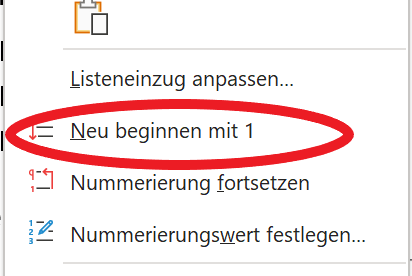 Listeneinzug anpassen...
Neu beginnen mit 1
Nummerierung fortsetzen
Nummerierungswert festlegen...